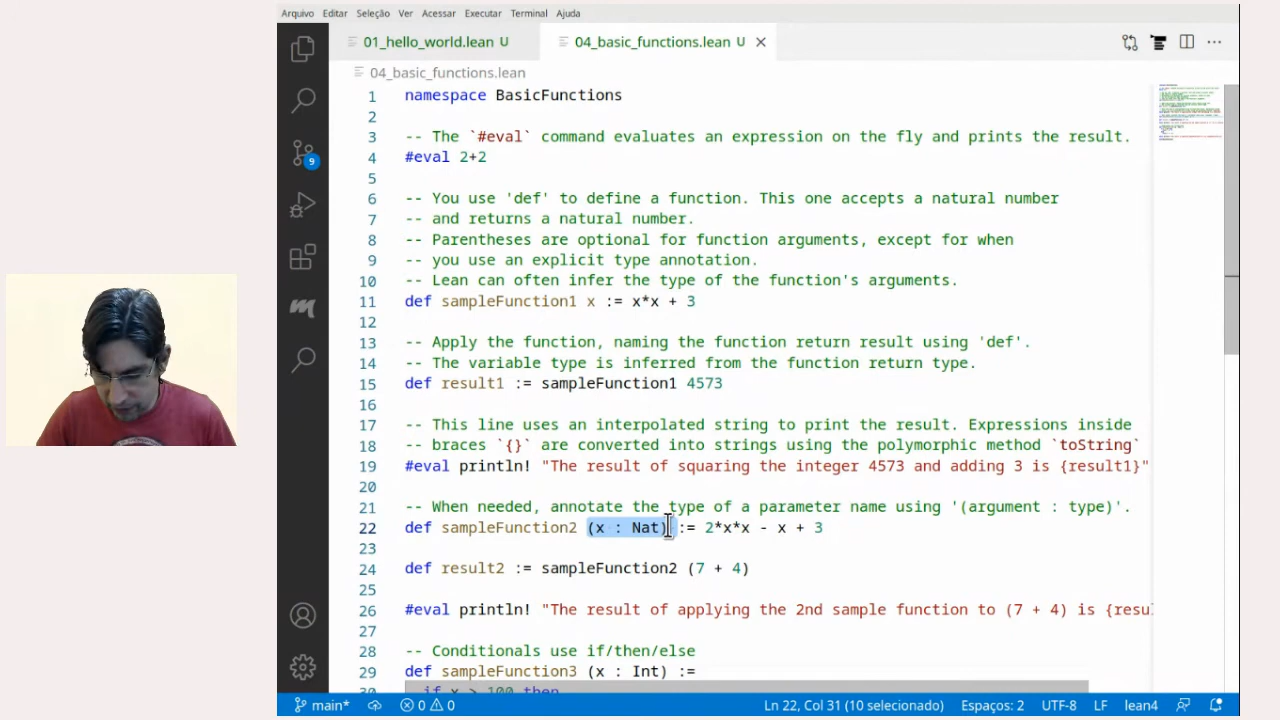 Arquivo Editar Seleção Ver Acessar Executar Terminal Ajuda
01_hello_world.lean U
04_basic_functions.lean U
04_basic_functions.lean
1 namespace BasicFunctions
2
3 -- The `#eval` command evaluates an expression on the fly and prints the result.
4 #eval 2+2
5
6 -- You use 'def' to define a function. This one accepts a natural number
7 -- and returns a natural number.
8 -- Parentheses are optional for function arguments, except for when
9 -- you use an explicit type annotation.
10 -- Lean can often infer the type of the function's arguments.
11 def sampleFunction1 x := x*x + 3
12
13 -- Apply the function, naming the function return result using 'def'.
14 -- The variable type is inferred from the function return type.
15 def result1 := sampleFunction1 4573
16
17 -- This line uses an interpolated string to print the result. Expressions inside
18 -- braces `{}` are converted into strings using the polymorphic method `toString`
19 #eval println! "The result of squaring the integer 4573 and adding 3 is {result1}"
20
21 -- When needed, annotate the type of a parameter name using '(argument : type)'.
22 def sampleFunction2 (x : Nat) := 2*x*x - x + 3
23
24 def result2 := sampleFunction2 (7 + 4)
25
26 #eval println! "The result of applying the 2nd sample function to (7 + 4) is {resu
27
28 -- Conditionals use if/then/else
29 def sampleFunction3 (x : Int) :=
30 if x > 100 then
9
main* 0 0 Ln 22, Col 31 (10 selecionado) Espaços: 2 UTF-8 LF lean4